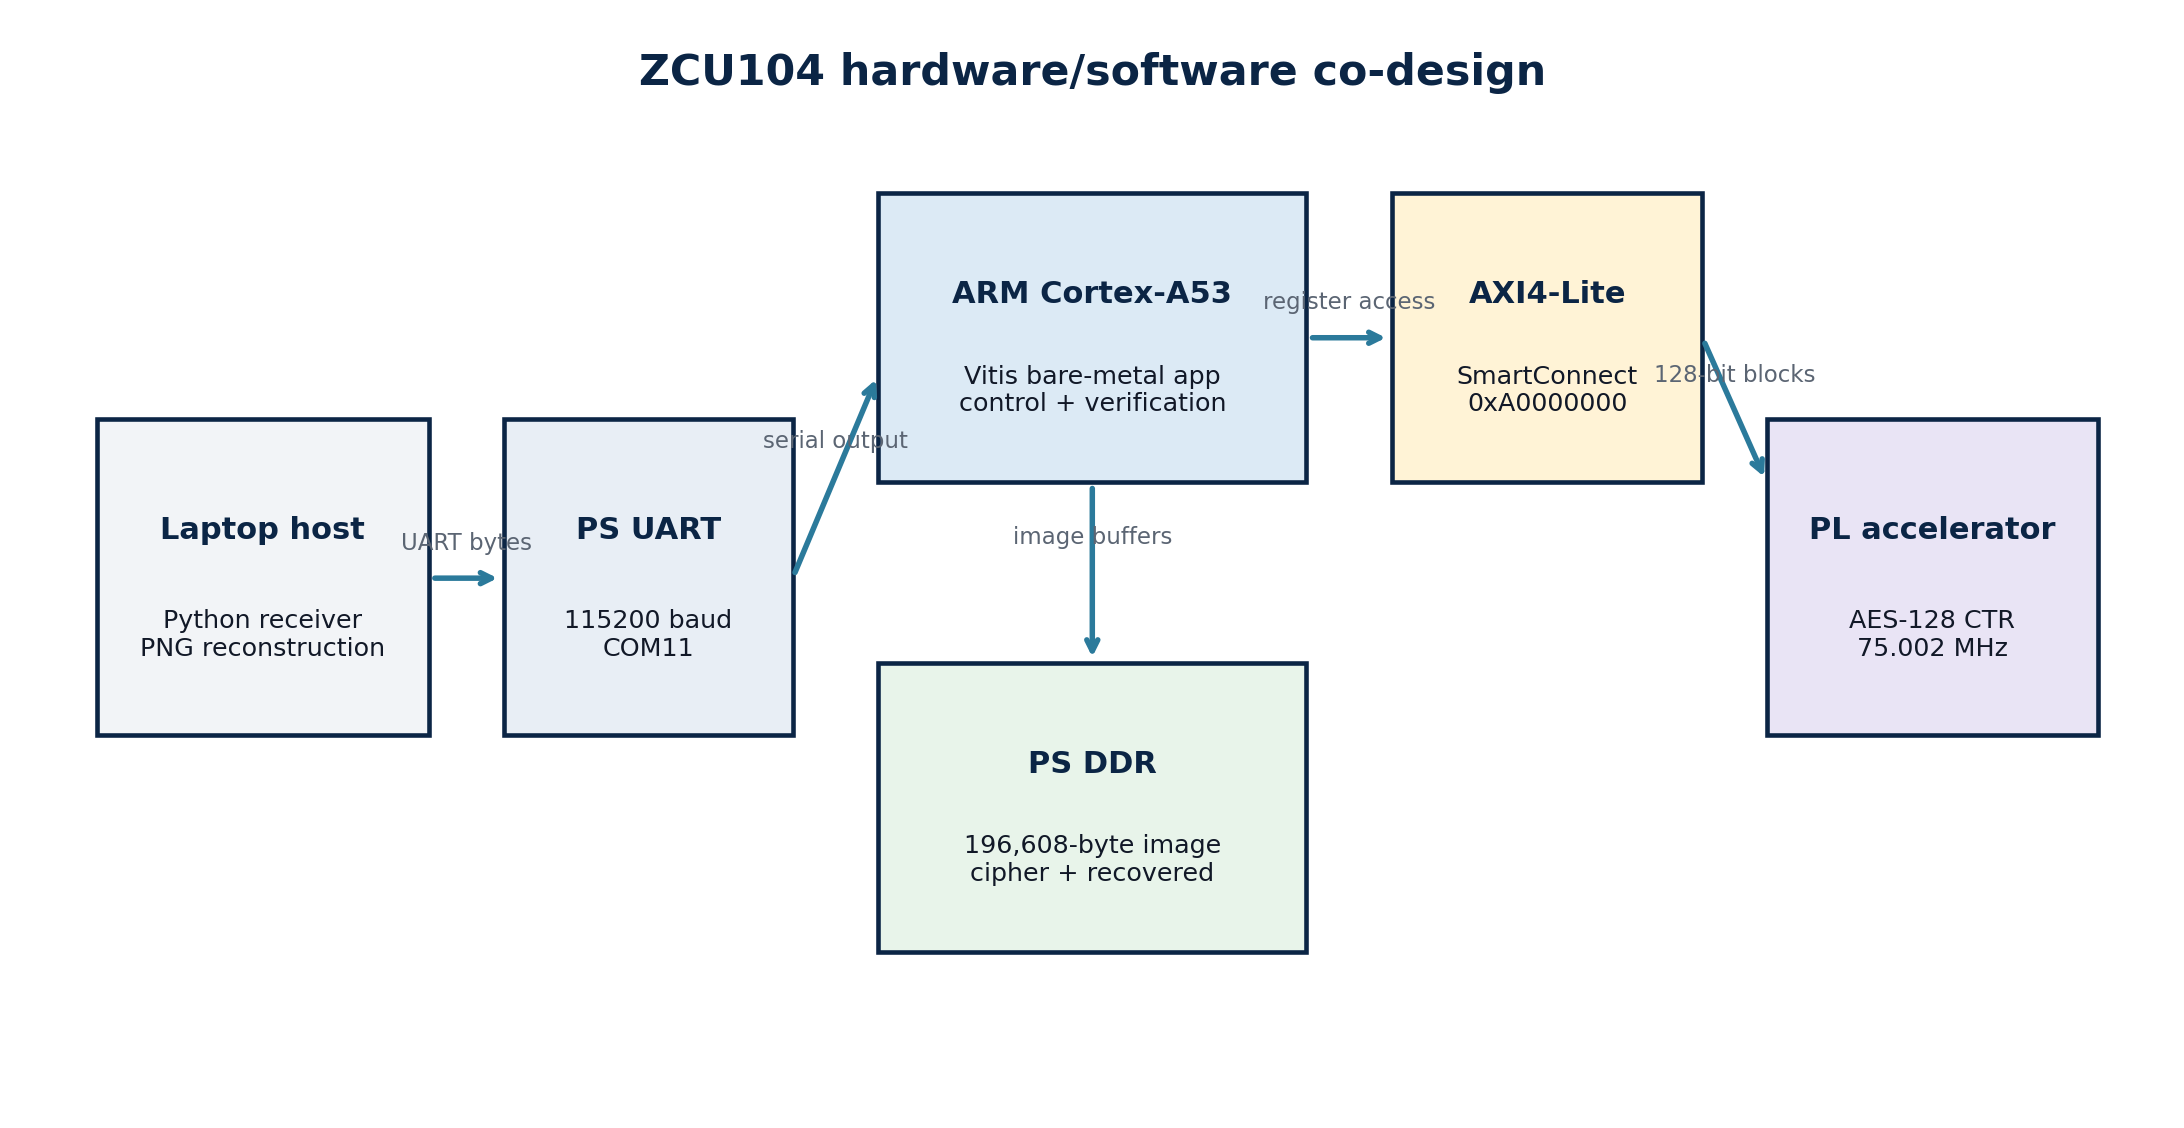 ZCU104 hardware/software co-design
Laptop host
Python receiver
PNG reconstruction
UART bytes
PS UART
115200 baud
COM11
serial output
ARM Cortex-A53
Vitis bare-metal app
control + verification
image buffers
PS DDR
196,608-byte image
cipher + recovered
register access
AXI4-Lite
SmartConnect
0xA0000000
128-bit blocks
PL accelerator
AES-128 CTR
75.002 MHz